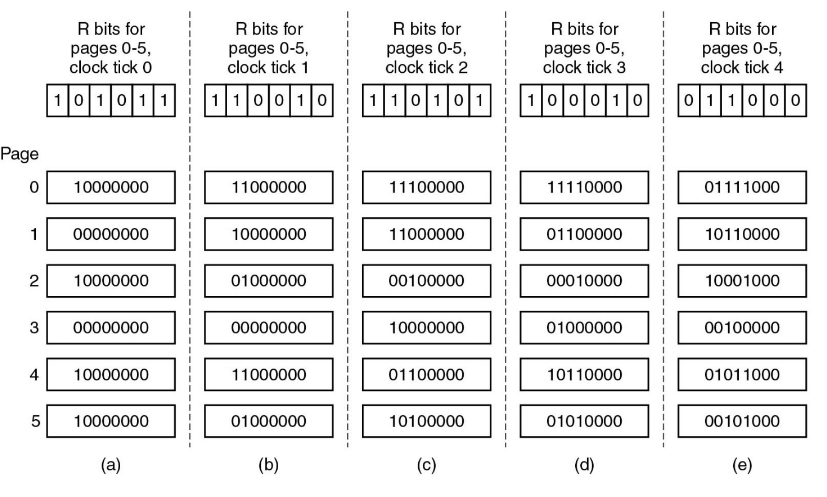 R bits for pages 0-5, clock tick 0
R bits for pages 0-5, clock tick 1
R bits for pages 0-5, clock tick 2
R bits for pages 0-5, clock tick 3
R bits for pages 0-5, clock tick 4
1 0 1 0 1 1
1 1 0 0 1 0
1 1 0 1 0 1
1 0 0 0 1 0
0 1 1 0 0 0
Page
0 10000000 11000000 11100000 11110000 01111000
1 00000000 10000000 11000000 01100000 10110000
2 10000000 01000000 00100000 00010000 10001000
3 00000000 00000000 10000000 01000000 00100000
4 10000000 11000000 01100000 10110000 01011000
5 10000000 01000000 10100000 01010000 00101000
(a) (b) (c) (d) (e)